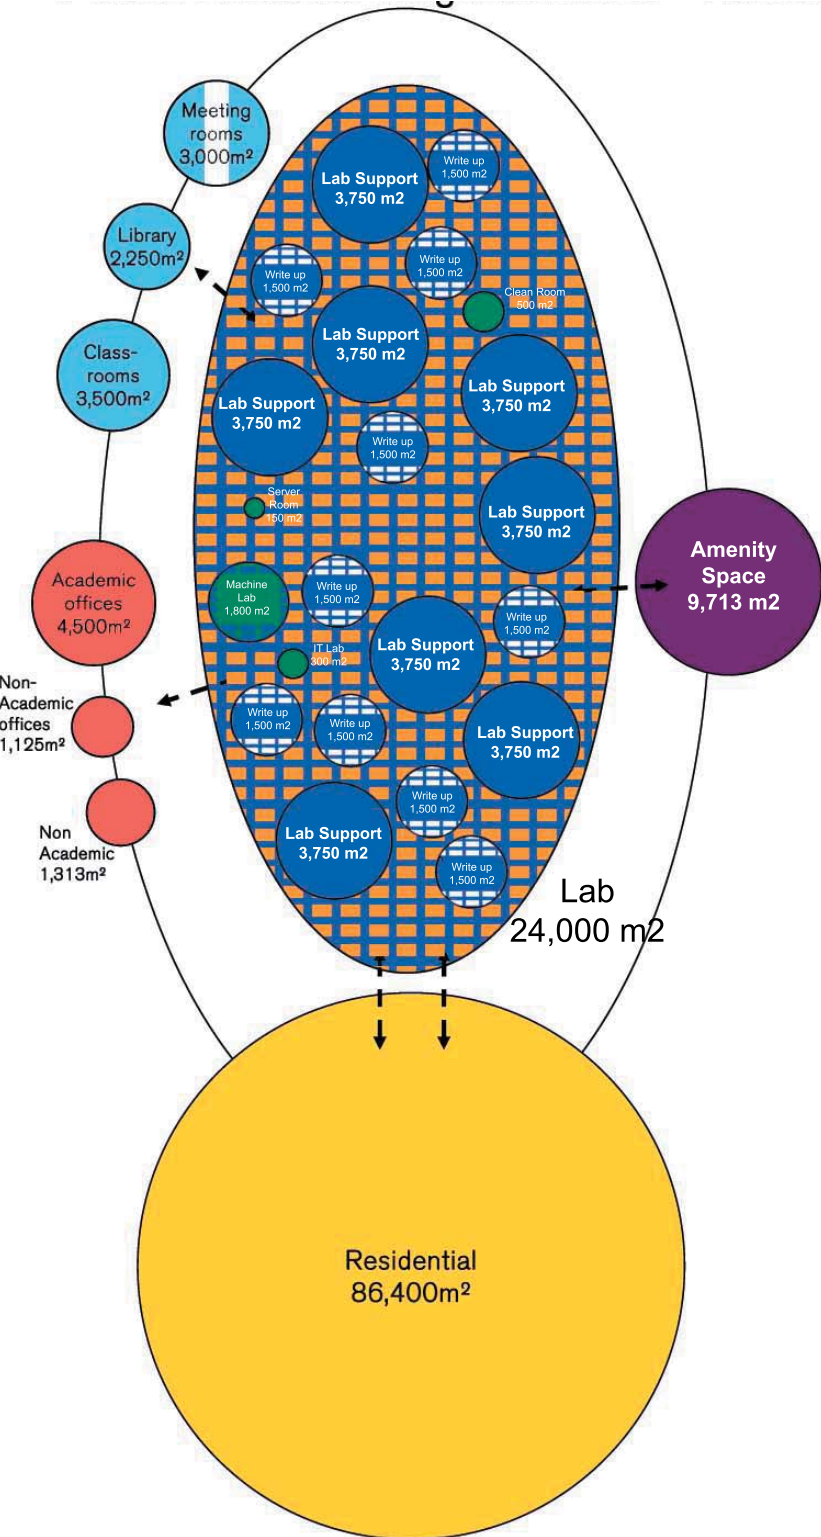 Meeting
rooms
3,000m²
Lab Support
3,750 m2
Write up
1,500 m2
Library
2,250m²
Write up
1,500 m2
Write up
1,500 m2
Clean Room
500 m2
Lab Support
3,750 m2
Class-
rooms
3,500m²
Lab Support
3,750 m2
Lab Support
3,750 m2
Write up
1,500 m2
Server
Room
150 m2
Lab Support
3,750 m2
Amenity
Space
9,713 m2
Academic
offices
4,500m²
Machine
Lab
1,800 m2
Write up
1,500 m2
Write up
1,500 m2
Lab Support
3,750 m2
IT Lab
300 m2
Non-
Academic
offices
1,125m²
Write up
1,500 m2
Write up
1,500 m2
Lab Support
3,750 m2
Write up
1,500 m2
Non
Academic
1,313m²
Lab Support
3,750 m2
Write up
1,500 m2
Lab
24,000 m2
Residential
86,400m²